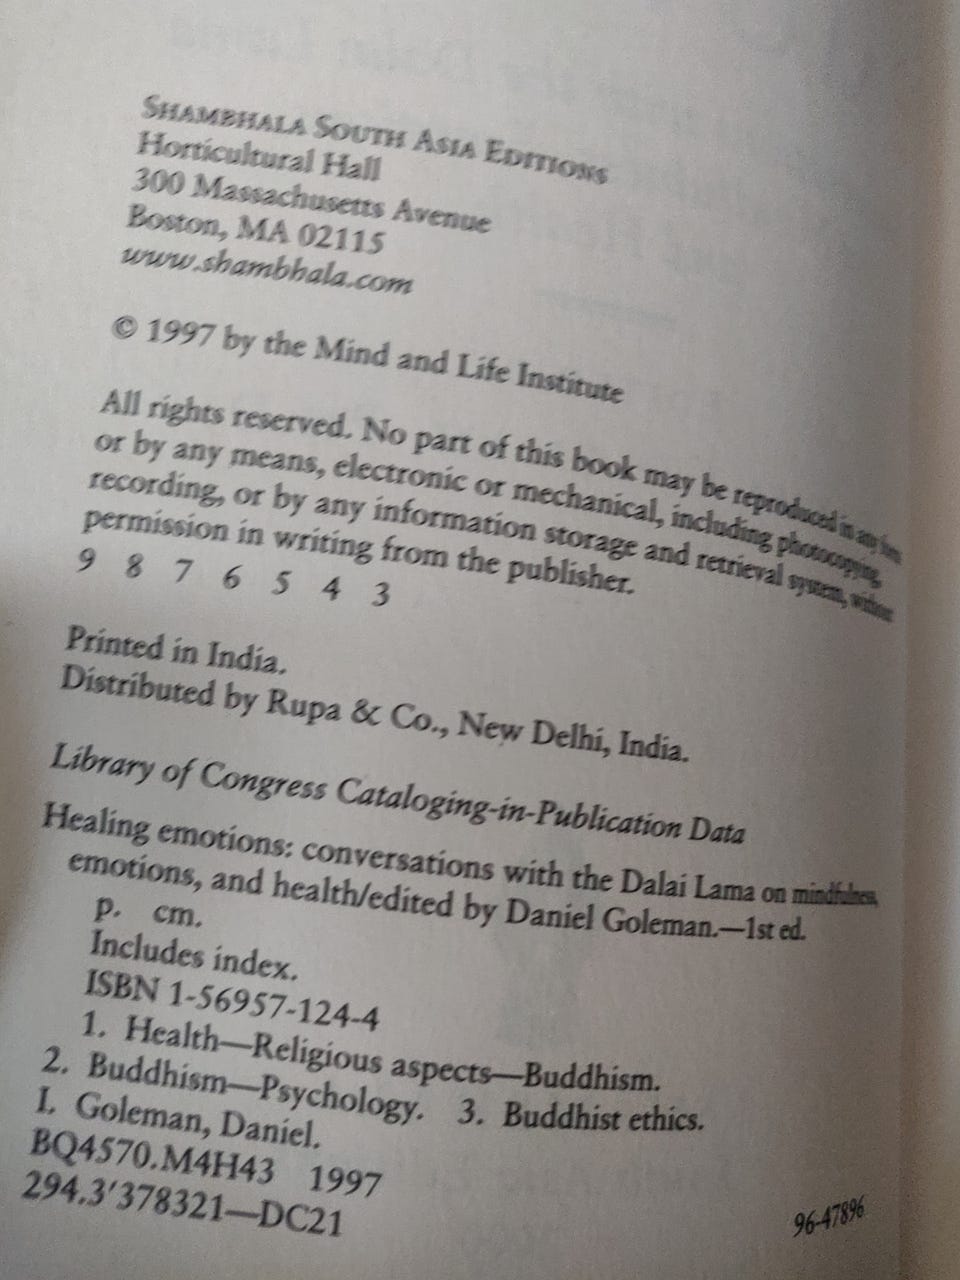 SHAMBHALA SOUTH ASIA EDITIONS
Horticultural Hall
300 Massachusetts Avenue
Boston, MA 02115
www.shambhala.com
© 1997 by the Mind and Life Institute
All rights reserved. No part of this book may be reproduced in any form
or by any means, electronic or mechanical, including photocopying,
recording, or by any information storage and retrieval system, without
permission in writing from the publisher.
9 8 7 6 5 4 3
Printed in India.
Distributed by Rupa & Co., New Delhi, India.
Library of Congress Cataloging-in-Publication Data
Healing emotions: conversations with the Dalai Lama on mindfulness,
emotions, and health/edited by Daniel Goleman.—1st ed.
p. cm.
Includes index.
ISBN 1-56957-124-4
1. Health—Religious aspects—Buddhism.
2. Buddhism—Psychology. 3. Buddhist ethics.
I. Goleman, Daniel.
BQ4570.M4H43 1997
294.3′378321—DC21
96-47896